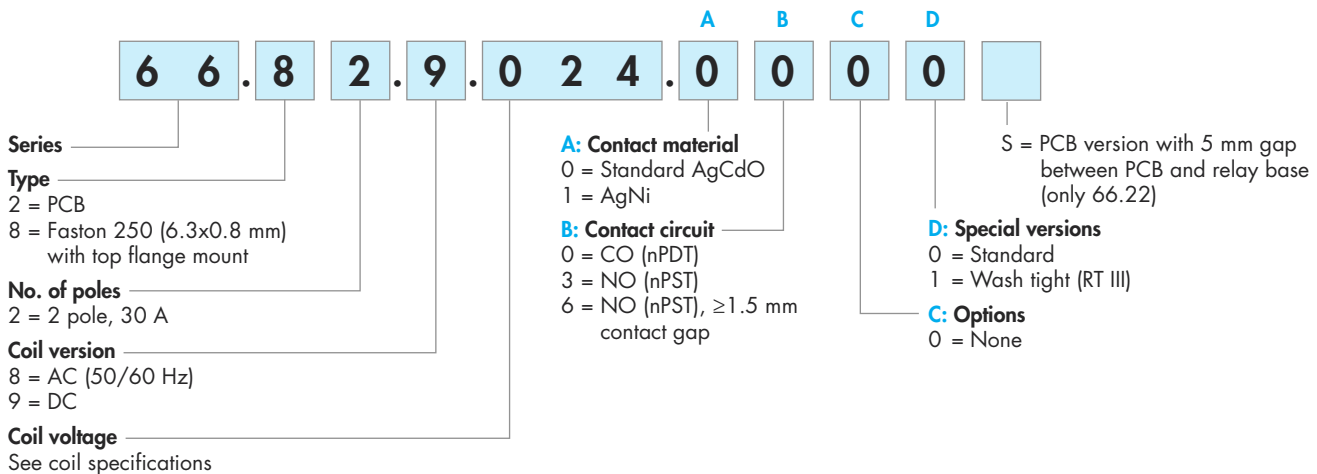 A B C D
6 6 . 8 2 . 9 . 0 2 4 . 0 0 0 0
Series
Type
2 = PCB
8 = Faston 250 (6.3x0.8 mm)
with top flange mount
No. of poles
2 = 2 pole, 30 A
Coil version
8 = AC (50/60 Hz)
9 = DC
Coil voltage
See coil specifications
A: Contact material
0 = Standard AgCdO
1 = AgNi
B: Contact circuit
0 = CO (nPDT)
3 = NO (nPST)
6 = NO (nPST), ≥1.5 mm
contact gap
S = PCB version with 5 mm gap
between PCB and relay base
(only 66.22)
D: Special versions
0 = Standard
1 = Wash tight (RT III)
C: Options
0 = None